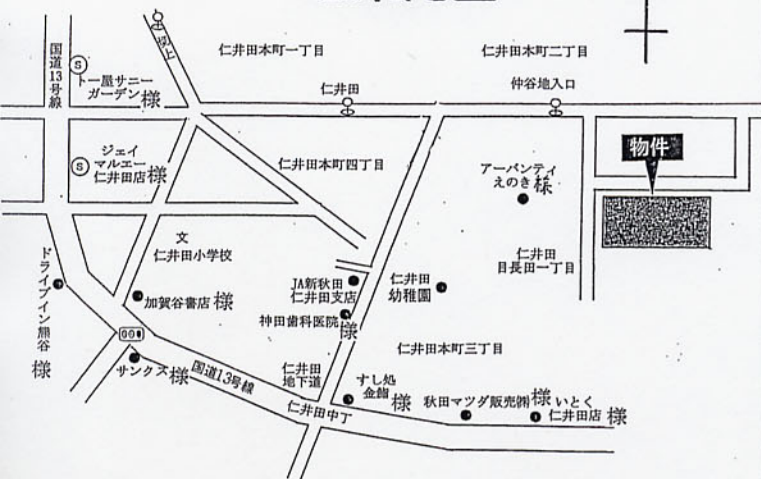 国道13号線
Ⓢ
トー屋サニー
ガーデン様
堀上
仁井田本町一丁目
仁井田本町二丁目
仁井田
仲谷地入口
ジェイ
マルエー
仁井田店様
Ⓢ
仁井田本町四丁目
アーバンティ
えのき様
物件
文
仁井田小学校
仁井田
目長田一丁目
ドライブイン熊谷様
加賀谷書店様
JA新秋田
仁井田支店
神田歯科医院様
仁井田
幼稚園
仁井田本町三丁目
サンクス様
国道13号線
仁井田
地下道
仁井田中丁
すし処
様
秋田マツダ販売㈱様
いとく
仁井田店様